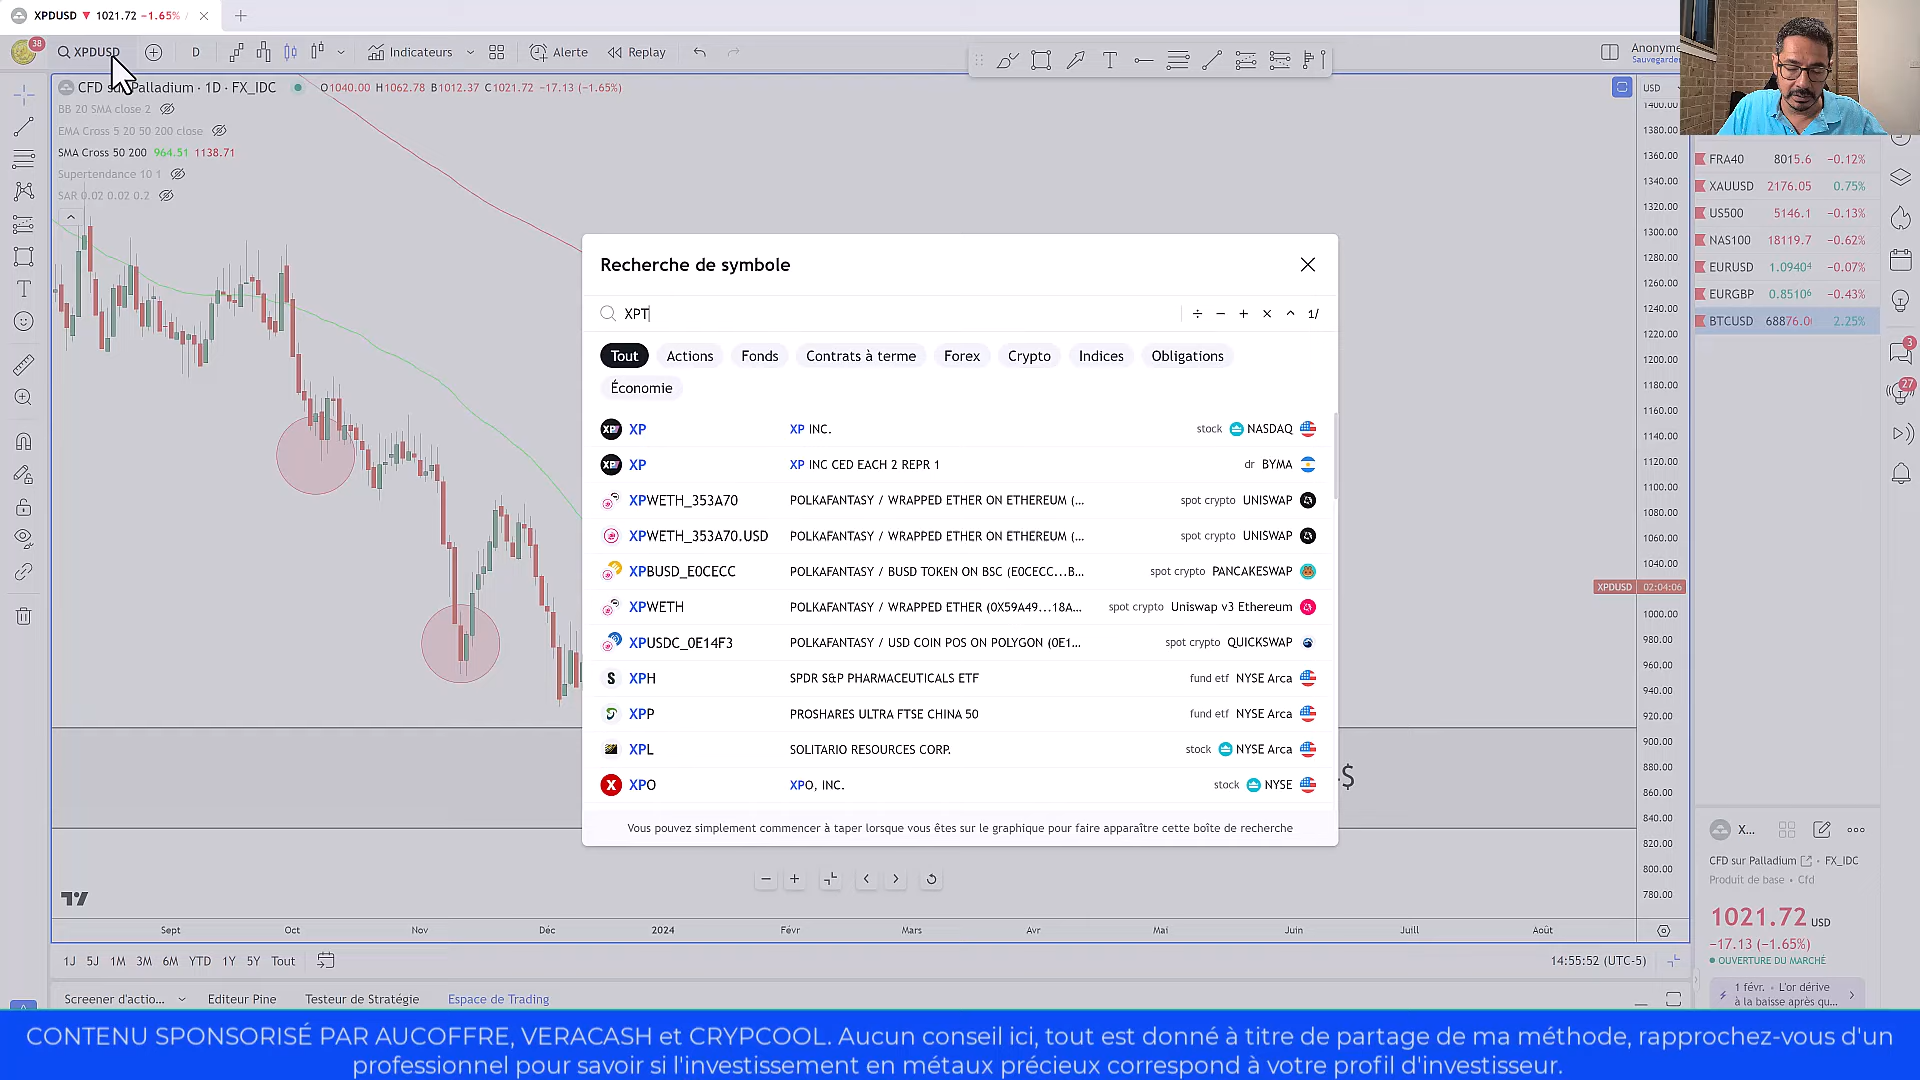 XPDUSD ▼ 1021.72 −1.65% /
38
XPDUSD
D
Indicateurs
Alerte
Replay
Anonyme
Sauvegarder
CFD sur Palladium · 1D · FX_IDC
O1040.00 H1062.78 B1012.37 C1021.72 −17.13 (−1.65%)
BB 20 SMA close 2
EMA Cross 5 20 50 200 close
SMA Cross 50 200 964.51 1138.71
Supertendance 10 1
SAR 0.02 0.02 0.2
USD
1400.00
1380.00
1360.00
1340.00
1320.00
1300.00
1280.00
1260.00
1240.00
1220.00
1200.00
1180.00
1160.00
1140.00
1120.00
1100.00
1080.00
1060.00
1040.00
XPDUSD 02:04:06
1000.00
980.00
960.00
940.00
920.00
900.00
880.00
860.00
840.00
820.00
800.00
780.00
FRA40 8015.6 −0.12%
XAUUSD 2176.05 0.75%
US500 5146.1 −0.13%
NAS100 18119.7 −0.62%
EURUSD 1.09404 −0.07%
EURGBP 0.85106 −0.43%
BTCUSD 68876.0 2.25%
3
27
Recherche de symbole
XPT
÷ − + × ^ 1/
Tout Actions Fonds Contrats à terme Forex Crypto Indices Obligations
Économie
XP XP INC. stock NASDAQ
XP XP INC CED EACH 2 REPR 1 dr BYMA
XPWETH_353A70 POLKAFANTASY / WRAPPED ETHER ON ETHEREUM (... spot crypto UNISWAP
XPWETH_353A70.USD POLKAFANTASY / WRAPPED ETHER ON ETHEREUM (... spot crypto UNISWAP
XPBUSD_E0CECC POLKAFANTASY / BUSD TOKEN ON BSC (E0CECC...B... spot crypto PANCAKESWAP
XPWETH POLKAFANTASY / WRAPPED ETHER (0X59A49...18A... spot crypto Uniswap v3 Ethereum
XPUSDC_0E14F3 POLKAFANTASY / USD COIN POS ON POLYGON (0E1... spot crypto QUICKSWAP
XPH SPDR S&P PHARMACEUTICALS ETF fund etf NYSE Arca
XPP PROSHARES ULTRA FTSE CHINA 50 fund etf NYSE Arca
XPL SOLITARIO RESOURCES CORP. stock NYSE Arca
XPO XPO, INC. stock NYSE
Vous pouvez simplement commencer à taper lorsque vous êtes sur le graphique pour faire apparaître cette boîte de recherche
$
Sept Oct Nov Déc 2024 Févr Mars Avr Mai Juin Juill Août
1J 5J 1M 3M 6M YTD 1Y 5Y Tout
14:55:52 (UTC-5)
X...
CFD sur Palladium · FX_IDC
Produit de base • Cfd
1021.72 USD
−17.13 (−1.65%)
OUVERTURE DU MARCHÉ
1 févr. • L'or dérive
à la baisse après qu...
Screener d'actio... Editeur Pine Testeur de Stratégie Espace de Trading
CONTENU SPONSORISÉ PAR AUCOFFRE, VERACASH et CRYPCOOL. Aucun conseil ici, tout est donné à titre de partage de ma méthode, rapprochez-vous d'un
professionnel pour savoir si l'investissement en métaux précieux correspond à votre profil d'investisseur.